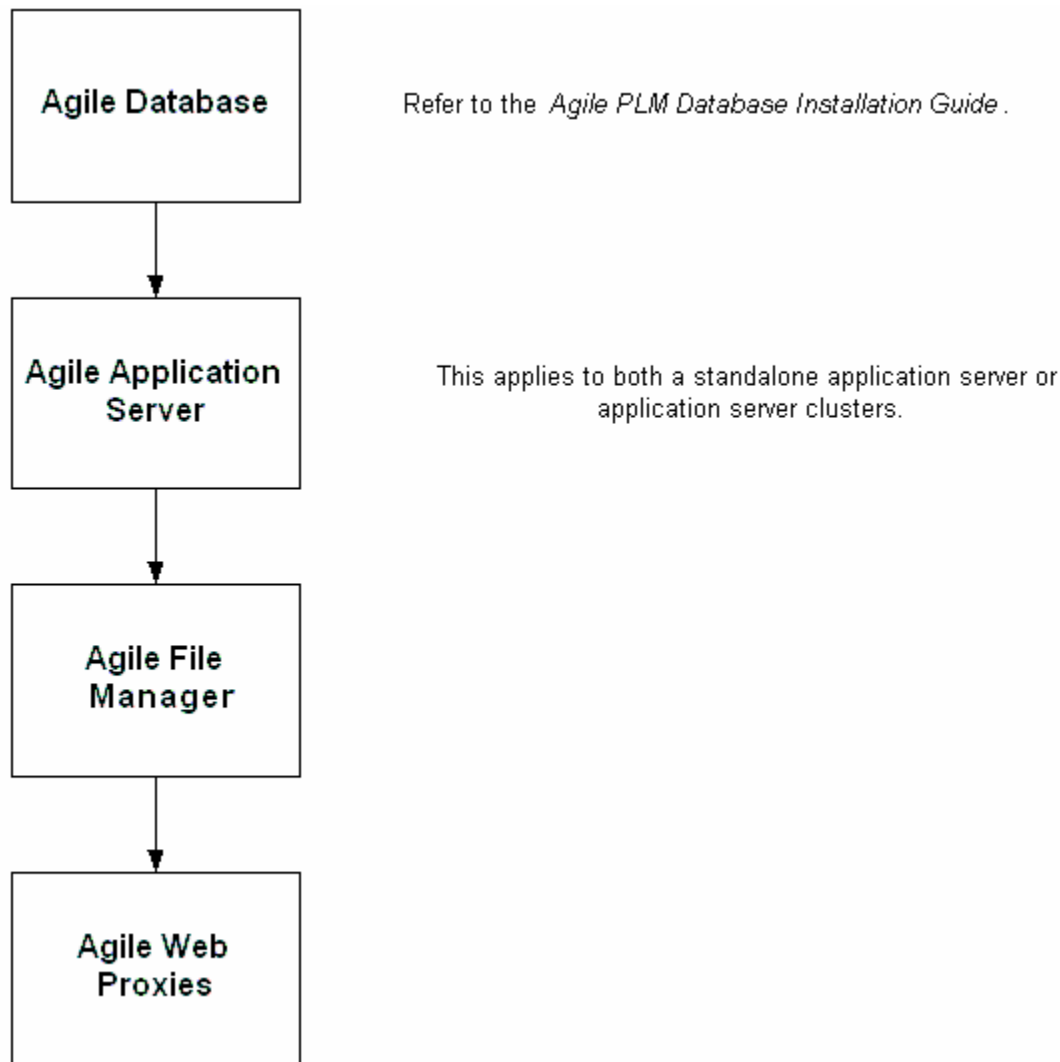 Agile Database
Refer to the Agile PLM Database Installation Guide .
Agile Application
Server
This applies to both a standalone application server or
application server clusters.
Agile File
Manager
Agile Web
Proxies